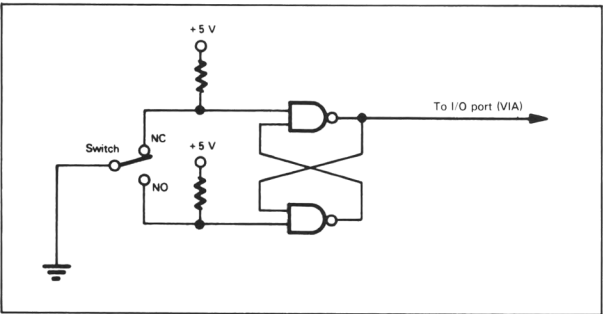 +5 V
To I/O port (VIA)
NC
Switch
+5 V
NO